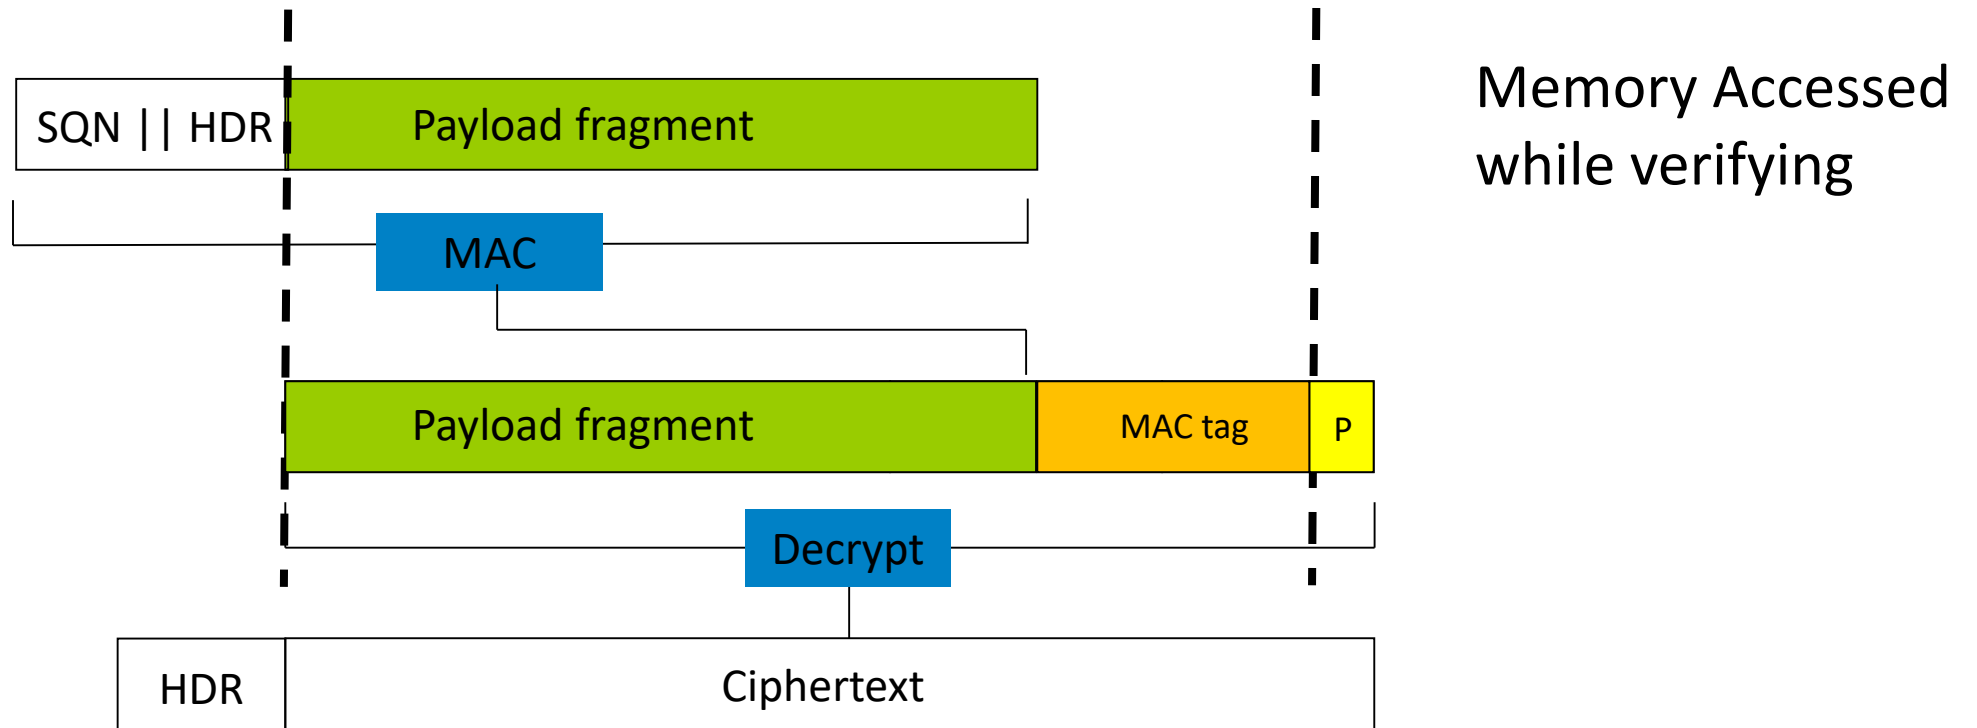 Memory Accessed
while verifying
SQN || HDR
Payload fragment
MAC
Payload fragment
MAC tag
P
Decrypt
HDR
Ciphertext